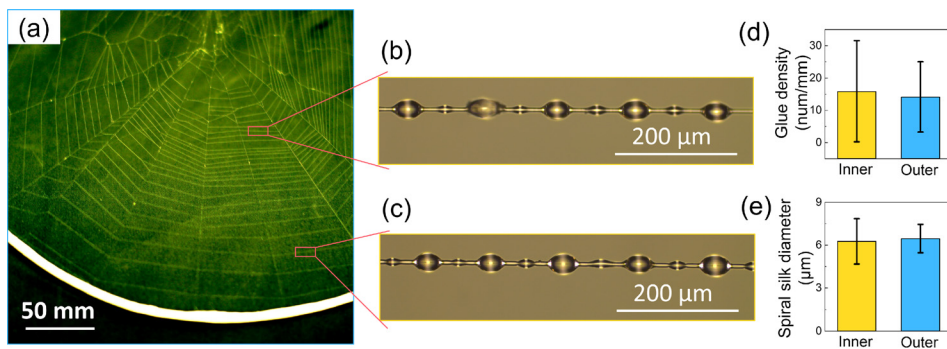 (a)
50 mm
(b)
200 μm
(c)
200 μm
(d)
Glue density
(num/mm)
30
20
10
0
Inner
Outer
(e)
Spiral silk diameter
(μm)
9
6
3
0
Inner
Outer